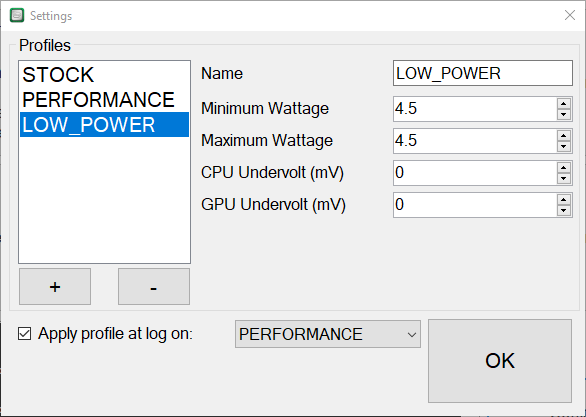 Settings
Profiles
STOCK
PERFORMANCE
LOW_POWER
Name LOW_POWER
Minimum Wattage 4.5
Maximum Wattage 4.5
CPU Undervolt (mV) 0
GPU Undervolt (mV) 0
+ -
Apply profile at log on: PERFORMANCE
OK